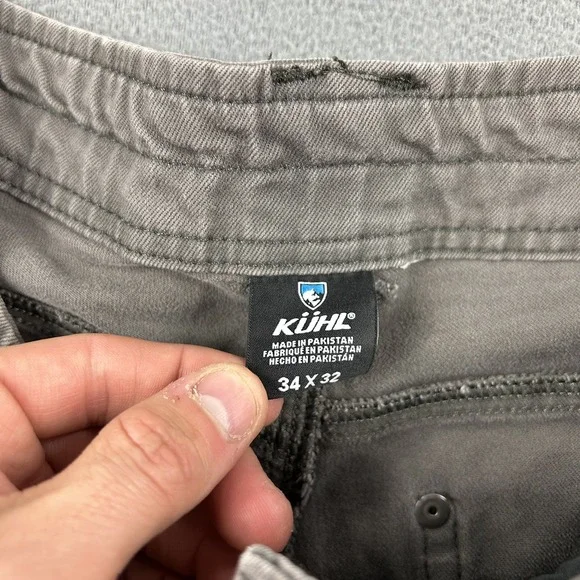 KÜHL®
MADE IN PAKISTAN
FABRIQUÉ EN PAKISTAN
HECHO EN PAKISTÁN
34 X 32